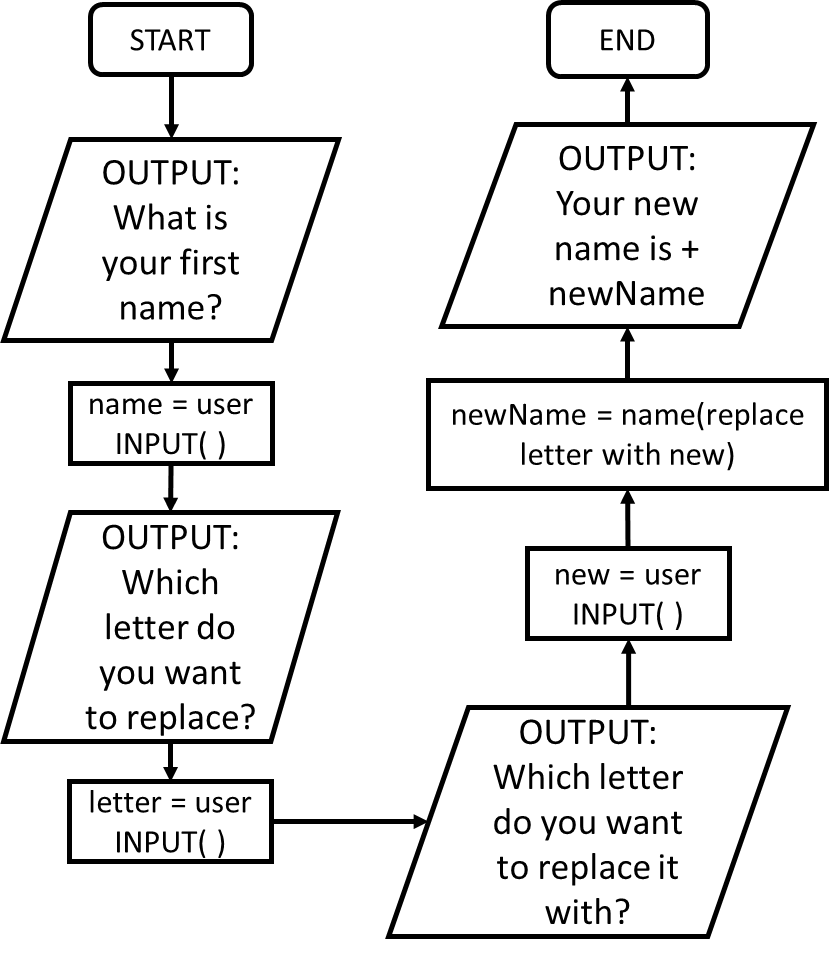 START
OUTPUT:
What is
your first
name?
name = user
INPUT( )
OUTPUT:
Which
letter do
you want
to replace?
letter = user
INPUT( )
OUTPUT:
Which letter
do you want
to replace it
with?
new = user
INPUT( )
newName = name(replace
letter with new)
OUTPUT:
Your new
name is +
newName
END